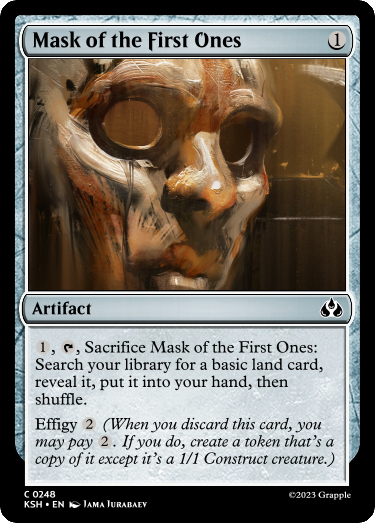 Mask of the First Ones 1
Artifact
1, T, Sacrifice Mask of the First Ones:
Search your library for a basic land card,
reveal it, put it into your hand, then
shuffle.
Effigy 2 (When you discard this card, you
may pay 2. If you do, create a token that's a
copy of it except it's a 1/1 Construct creature.)
C 0248
KSH • EN Jama Jurabaev
©2023 Grapple